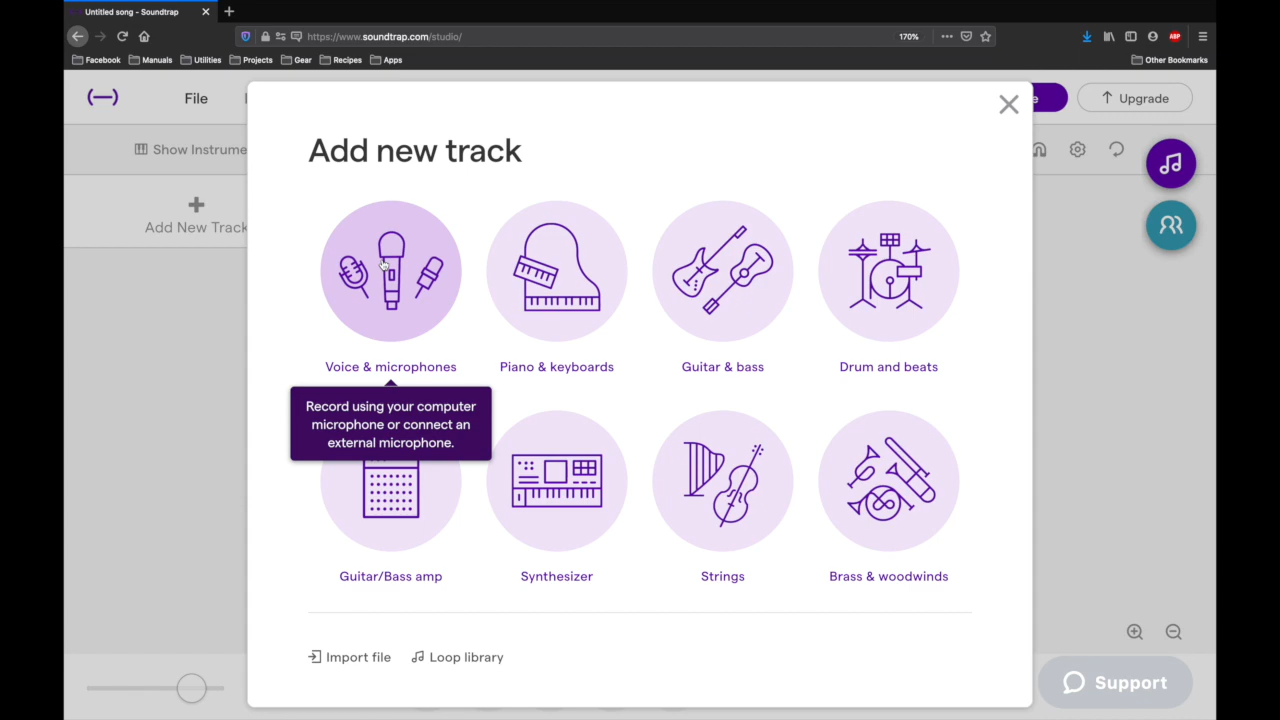 Untitled song - Soundtrap
https://www.soundtrap.com/studio/
170%
ABP
Facebook
Manuals
Utilities
Projects
Gear
Recipes
Apps
Other Bookmarks
File
Upgrade
Show Instrume
Add New Track
Add new track
Voice & microphones
Piano & keyboards
Guitar & bass
Drum and beats
Record using your computer
microphone or connect an
external microphone.
Guitar/Bass amp
Synthesizer
Strings
Brass & woodwinds
Import file
Loop library
Support